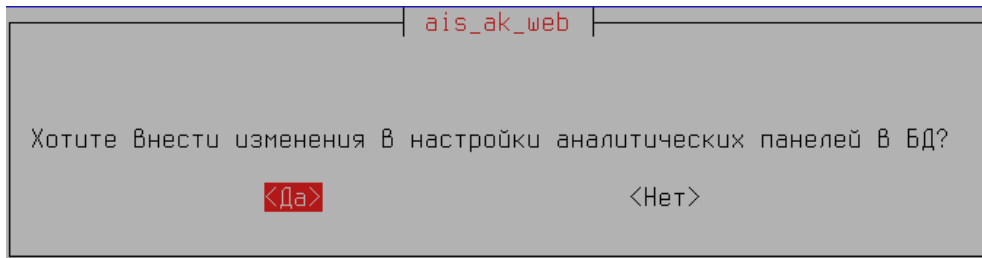 ais_ak_web
Хотите внести изменения в настройки аналитических панелей в БД?
<Да> <Нет>